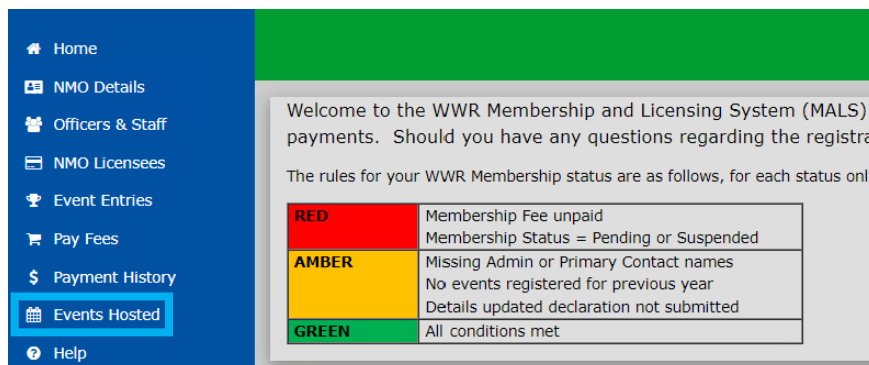 Home
NMO Details
Officers & Staff
NMO Licensees
Event Entries
Pay Fees
Payment History
Events Hosted
Help
Welcome to the WWR Membership and Licensing System (MALS)
payments. Should you have any questions regarding the registra
The rules for your WWR Membership status are as follows, for each status onl
RED Membership Fee unpaid
Membership Status = Pending or Suspended
AMBER Missing Admin or Primary Contact names
No events registered for previous year
Details updated declaration not submitted
GREEN All conditions met